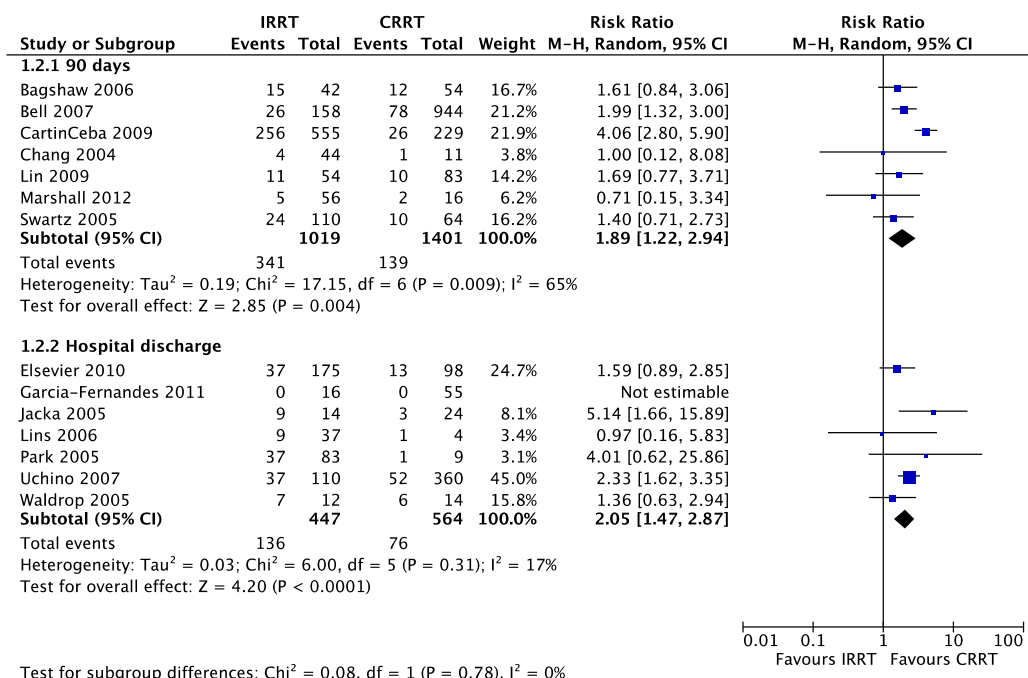 IRRT CRRT Risk Ratio Risk Ratio
Study or Subgroup Events Total Events Total Weight M-H, Random, 95% CI M-H, Random, 95% CI
1.2.1 90 days
Bagshaw 2006 15 42 12 54 16.7% 1.61 [0.84, 3.06]
Bell 2007 26 158 78 944 21.2% 1.99 [1.32, 3.00]
CartinCeba 2009 256 555 26 229 21.9% 4.06 [2.80, 5.90]
Chang 2004 4 44 1 11 3.8% 1.00 [0.12, 8.08]
Lin 2009 11 54 10 83 14.2% 1.69 [0.77, 3.71]
Marshall 2012 5 56 2 16 6.2% 0.71 [0.15, 3.34]
Swartz 2005 24 110 10 64 16.2% 1.40 [0.71, 2.73]
Subtotal (95% CI) 1019 1401 100.0% 1.89 [1.22, 2.94]
Total events 341 139
Heterogeneity: Tau² = 0.19; Chi² = 17.15, df = 6 (P = 0.009); I² = 65%
Test for overall effect: Z = 2.85 (P = 0.004)
1.2.2 Hospital discharge
Elsevier 2010 37 175 13 98 24.7% 1.59 [0.89, 2.85]
Garcia-Fernandes 2011 0 16 0 55 Not estimable
Jacka 2005 9 14 3 24 8.1% 5.14 [1.66, 15.89]
Lins 2006 9 37 1 4 3.4% 0.97 [0.16, 5.83]
Park 2005 37 83 1 9 3.1% 4.01 [0.62, 25.86]
Uchino 2007 37 110 52 360 45.0% 2.33 [1.62, 3.35]
Waldrop 2005 7 12 6 14 15.8% 1.36 [0.63, 2.94]
Subtotal (95% CI) 447 564 100.0% 2.05 [1.47, 2.87]
Total events 136 76
Heterogeneity: Tau² = 0.03; Chi² = 6.00, df = 5 (P = 0.31); I² = 17%
Test for overall effect: Z = 4.20 (P < 0.0001)
0.01 0.1 1 10 100
Favours IRRT Favours CRRT
Test for subgroup differences: Chi² = 0.08, df = 1 (P = 0.78), I² = 0%